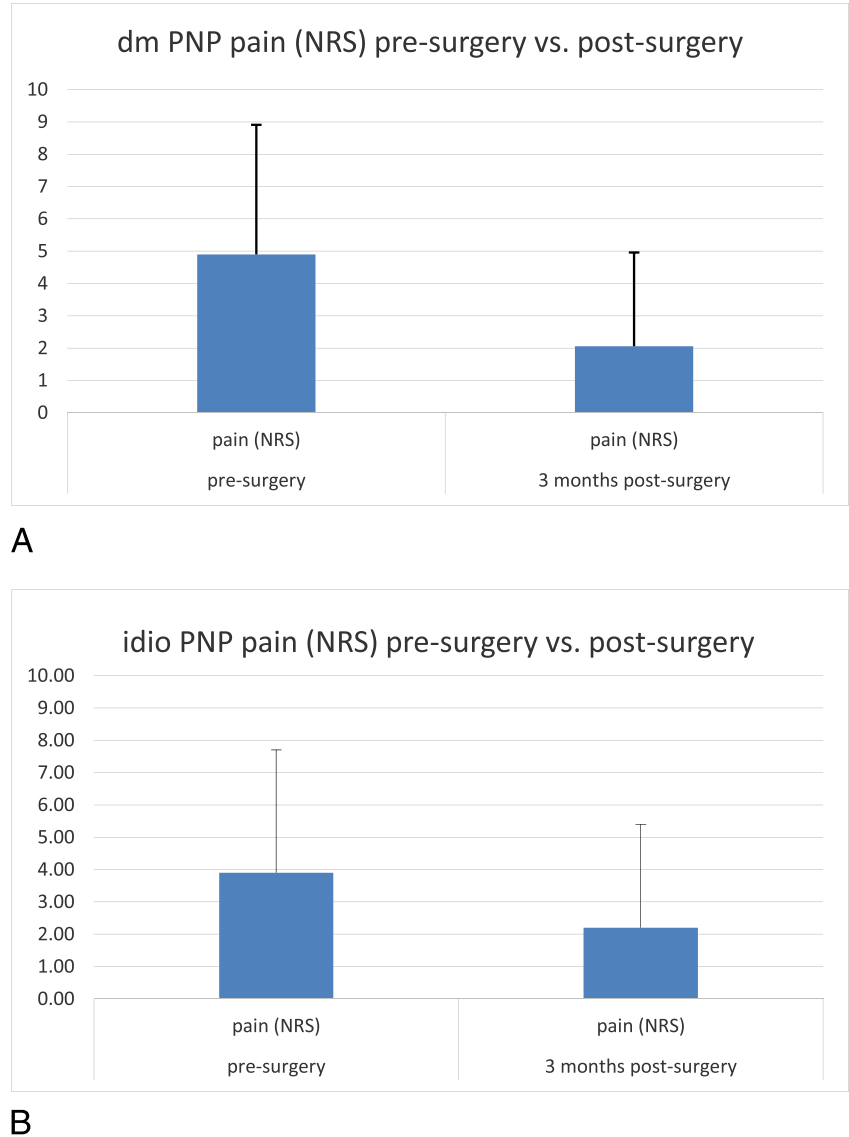 dm PNP pain (NRS) pre-surgery vs. post-surgery
10
9
8
7
6
5
4
3
2
1
0
pain (NRS) pain (NRS)
pre-surgery 3 months post-surgery
A
idio PNP pain (NRS) pre-surgery vs. post-surgery
10.00
9.00
8.00
7.00
6.00
5.00
4.00
3.00
2.00
1.00
0.00
pain (NRS) pain (NRS)
pre-surgery 3 months post-surgery
B